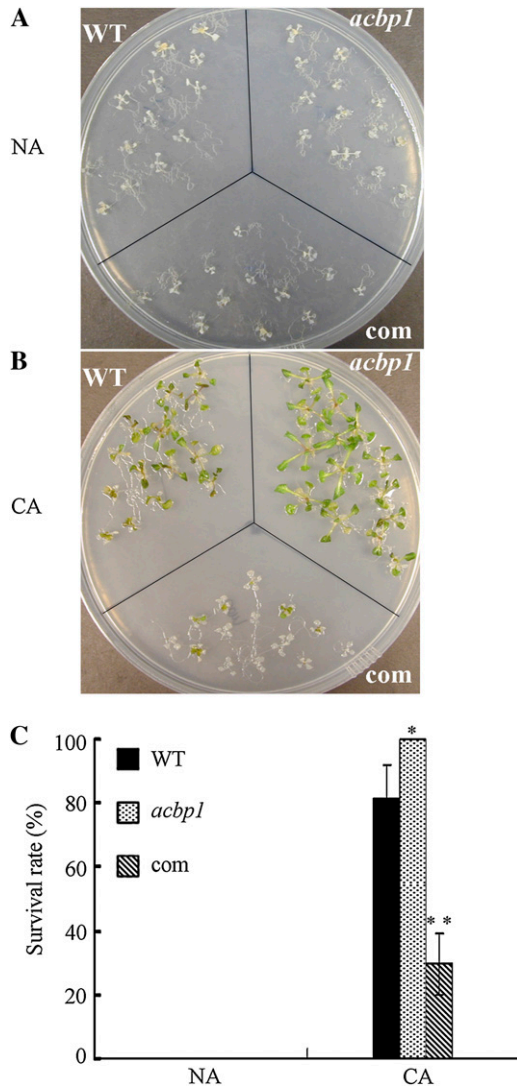 A
WT
acbp1
NA
com
B
WT
acbp1
CA
com
C
Survival rate (%)
100
80
60
40
20
0
WT
acbp1
com
*
* *
NA
CA